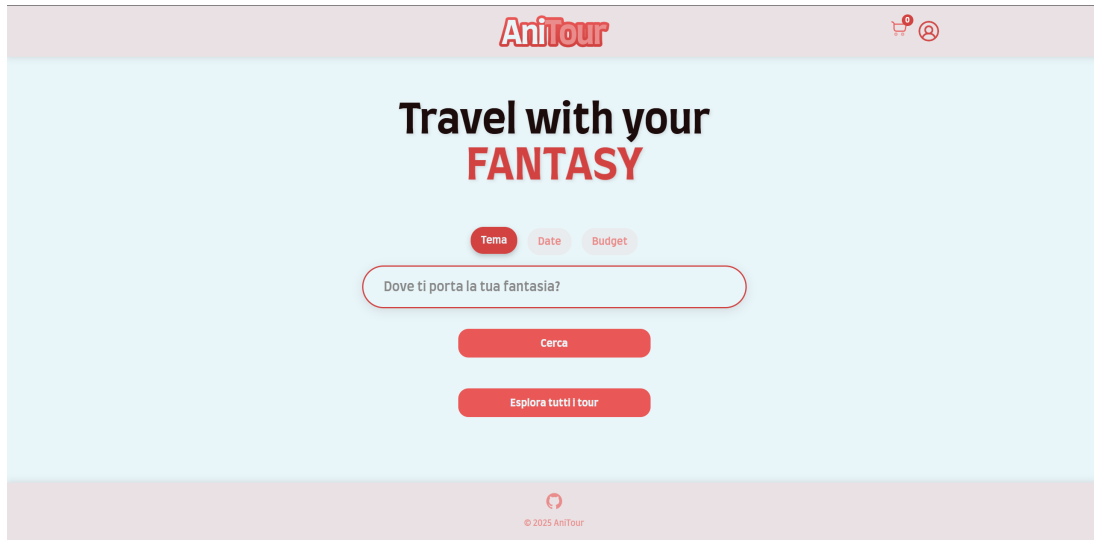 AniTour
0
Travel with your
FANTASY
Tema
Date
Budget
Dove ti porta la tua fantasia?
Cerca
Esplora tutti i tour
© 2025 AniTour